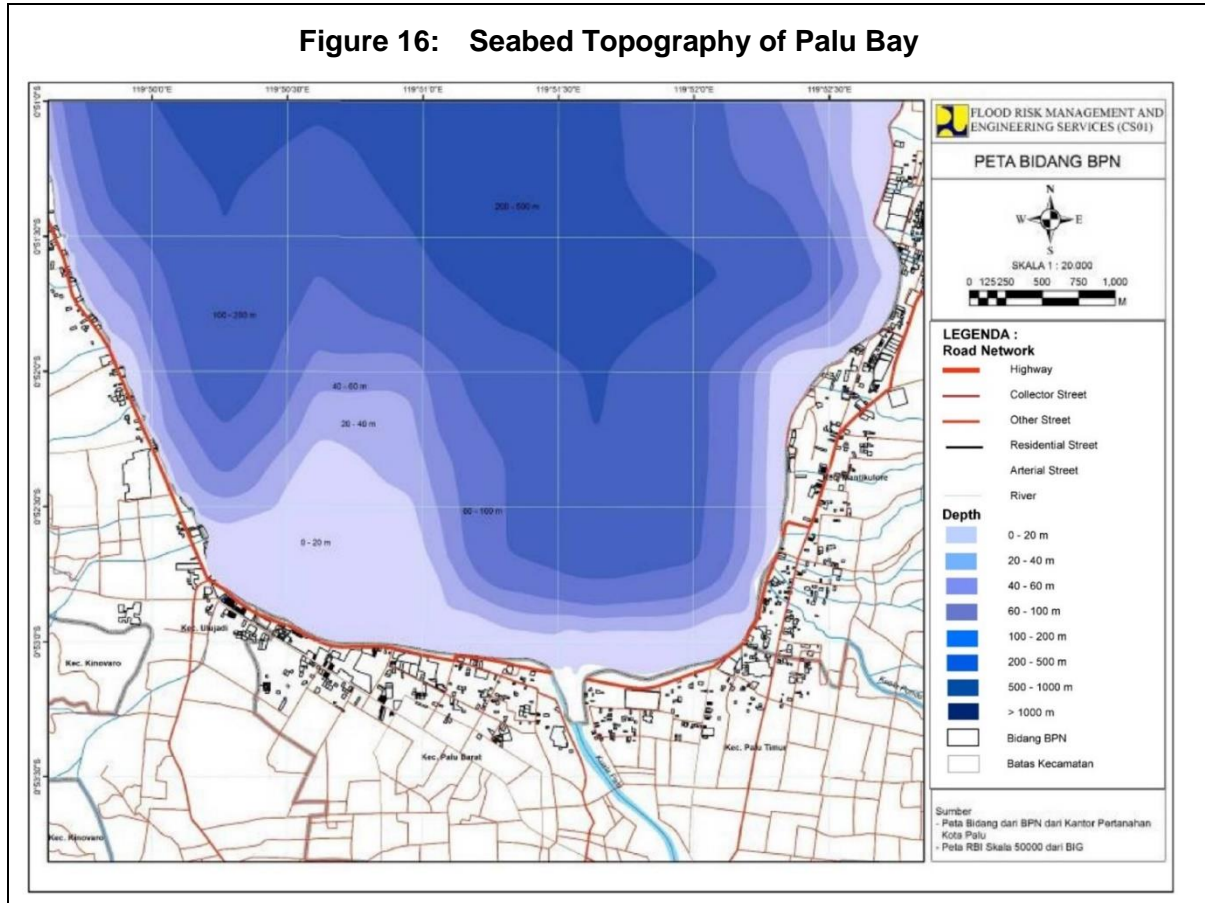 Figure 16: Seabed Topography of Palu Bay
119°50'0"E
119°50'30"E
119°51'0"E
119°51'30"E
119°52'0"E
119°52'30"E
200 - 500 m
100 - 200 m
40 - 60 m
20 - 40 m
60 - 100 m
0 - 20 m
Kec. Ulujadi
Kec. Kinovaro
Kec. Palu Barat
Kec. Palu Timur
Kec. Kinovaro
FLOOD RISK MANAGEMENT AND
ENGINEERING SERVICES (CS01)
PETA BIDANG BPN
N
W
E
S
SKALA 1 : 20.000
0 125 250 500 750 1,000
M
LEGENDA :
Road Network
Highway
Collector Street
Other Street
Residential Street
Arterial Street
River
Depth
0 - 20 m
20 - 40 m
40 - 60 m
60 - 100 m
100 - 200 m
200 - 500 m
500 - 1000 m
> 1000 m
Bidang BPN
Batas Kecamatan
Sumber
- Peta Bidang dari BPN dari Kantor Pertanahan
Kota Palu
- Peta RBI Skala 50000 dari BIG